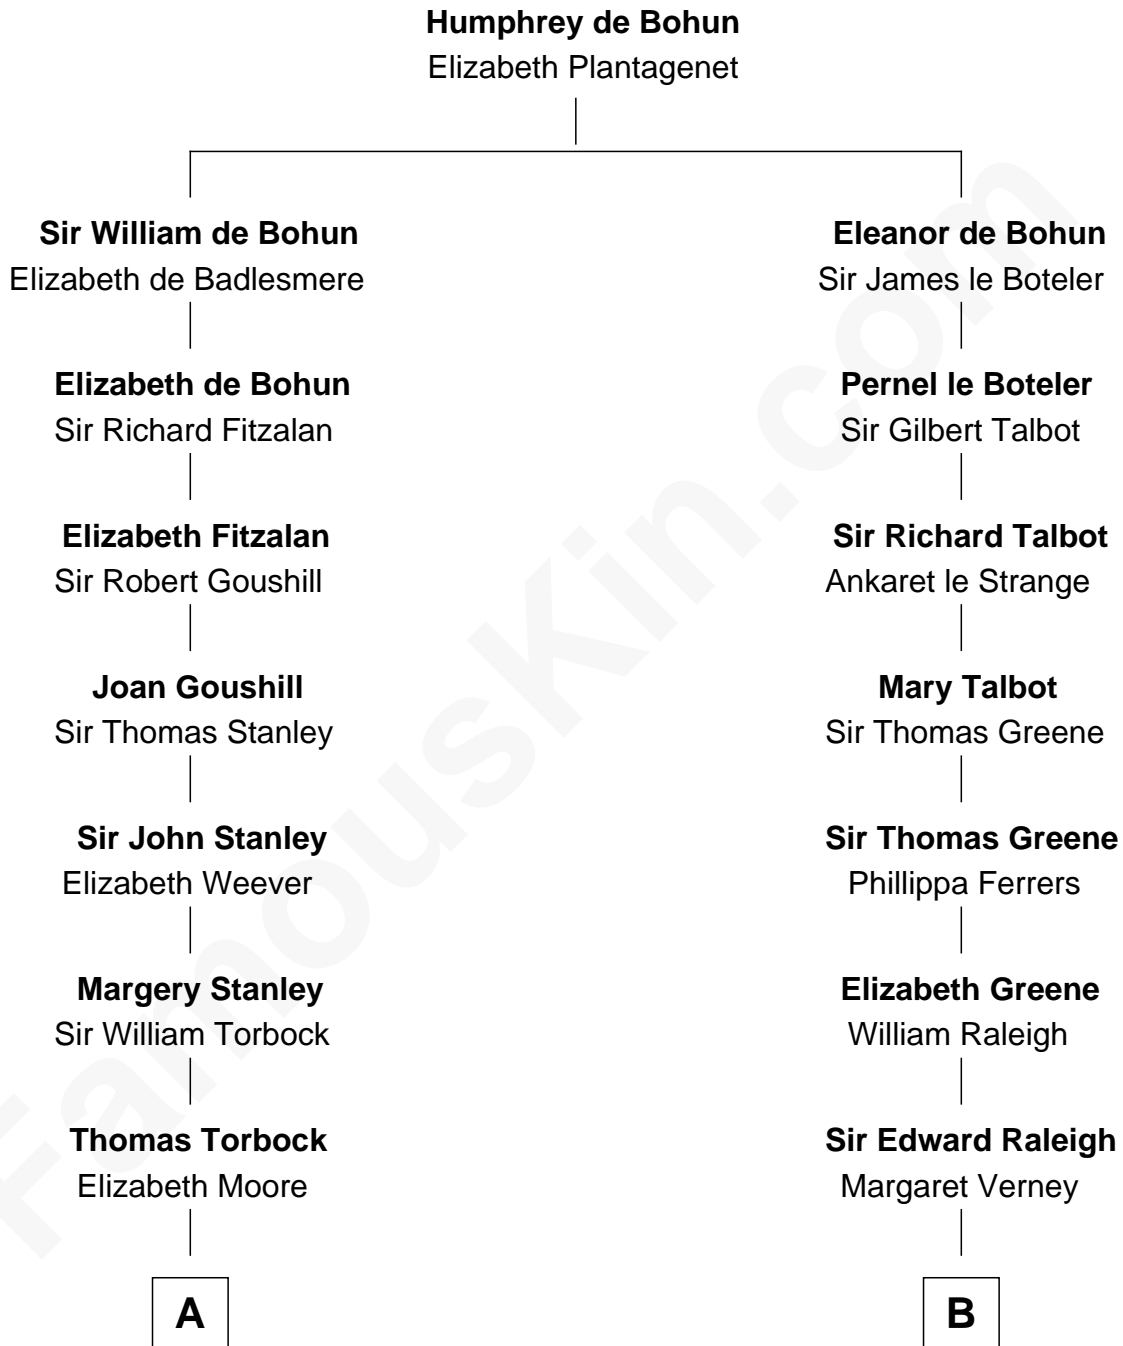 Humphrey de Bohun
Elizabeth Plantagenet
Sir William de Bohun
Elizabeth de Badlesmere
Elizabeth de Bohun
Sir Richard Fitzalan
Elizabeth Fitzalan
Sir Robert Goushill
Joan Goushill
Sir Thomas Stanley
Sir John Stanley
Elizabeth Weever
Margery Stanley
Sir William Torbock
Thomas Torbock
Elizabeth Moore
A
Eleanor de Bohun
Sir James le Boteler
Pernel le Boteler
Sir Gilbert Talbot
Sir Richard Talbot
Ankaret le Strange
Mary Talbot
Sir Thomas Greene
Sir Thomas Greene
Phillippa Ferrers
Elizabeth Greene
William Raleigh
Sir Edward Raleigh
Margaret Verney
B
FamousKin.com